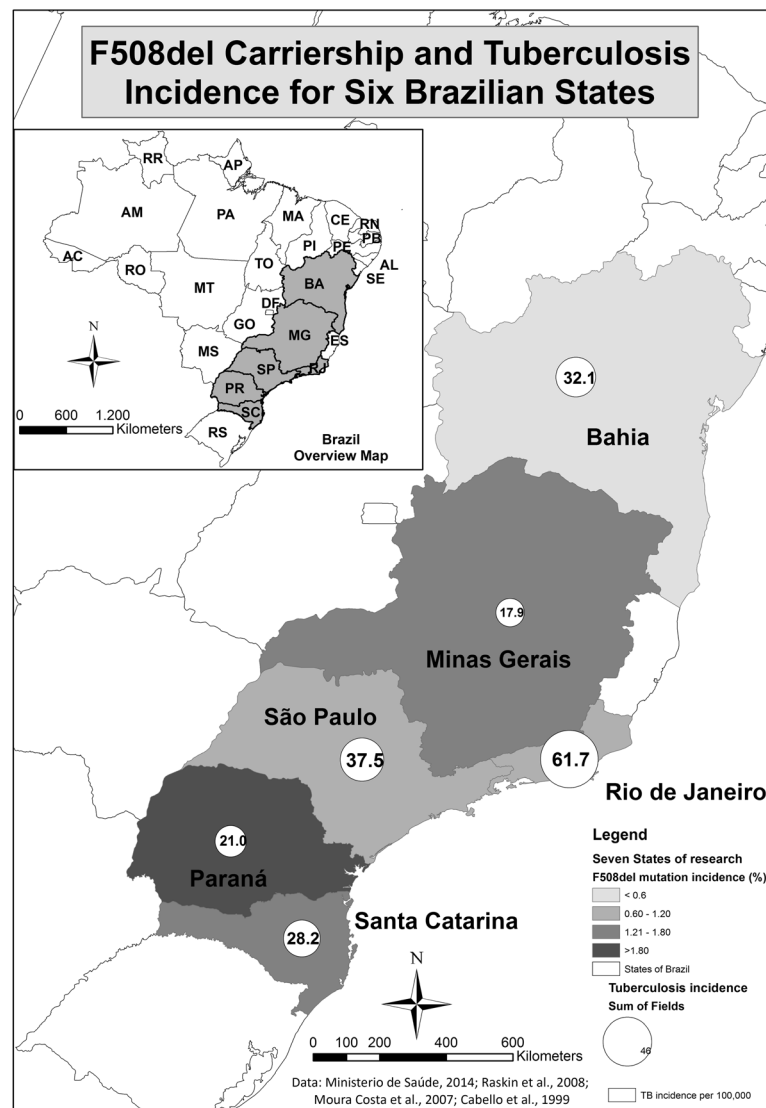 F508del Carriership and Tuberculosis
Incidence for Six Brazilian States
RR
AP
AM
PA
MA
CE
RN
PB
PI
PE
AC
AL
SE
RO
TO
BA
MT
DF
GO
MG
ES
MS
SP
RJ
PR
SC
RS
N
0 600 1.200
Kilometers
Brazil
Overview Map
32.1
Bahia
17.9
Minas Gerais
São Paulo
37.5
61.7
Rio de Janeiro
21.0
Paraná
Santa Catarina
28.2
Legend
Seven States of research
F508del mutation incidence (%)
< 0.6
0.60 - 1.20
1.21 - 1.80
>1.80
States of Brazil
Tuberculosis incidence
Sum of Fields
46
TB incidence per 100,000
N
0 100 200 400 600
Kilometers
Data: Ministerio de Saúde, 2014; Raskin et al., 2008;
Moura Costa et al., 2007; Cabello et al., 1999